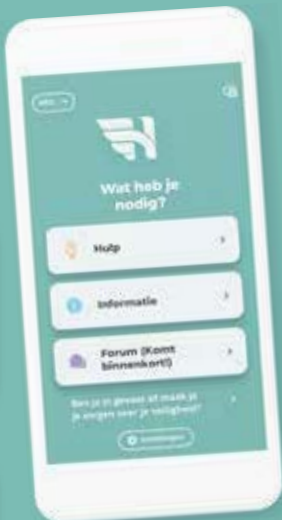 Wat heb je
nodig?
Hulp
Informatie
Forum (Komt
binnenkort!)
Ben je in gevaar of maak je
je zorgen over je veiligheid?
Instellingen